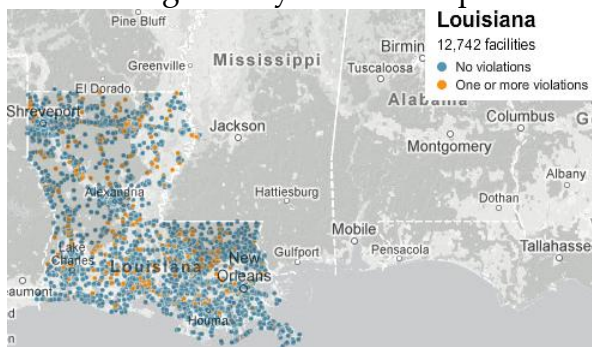 Louisiana
12,742 facilities
No violations
One or more violations
Pine Bluff
Greenville
Mississippi
Birmin
Tuscaloosa
El Dorado
Alabama
Shreveport
Columbus
Jackson
Montgomery
Albany
Alexandria
Hattiesburg
Dothan
Mobile
Lake
Charles
Louisiana
New
Orleans
Gulfport
Pensacola
Tallahasse
eaumont
Houma